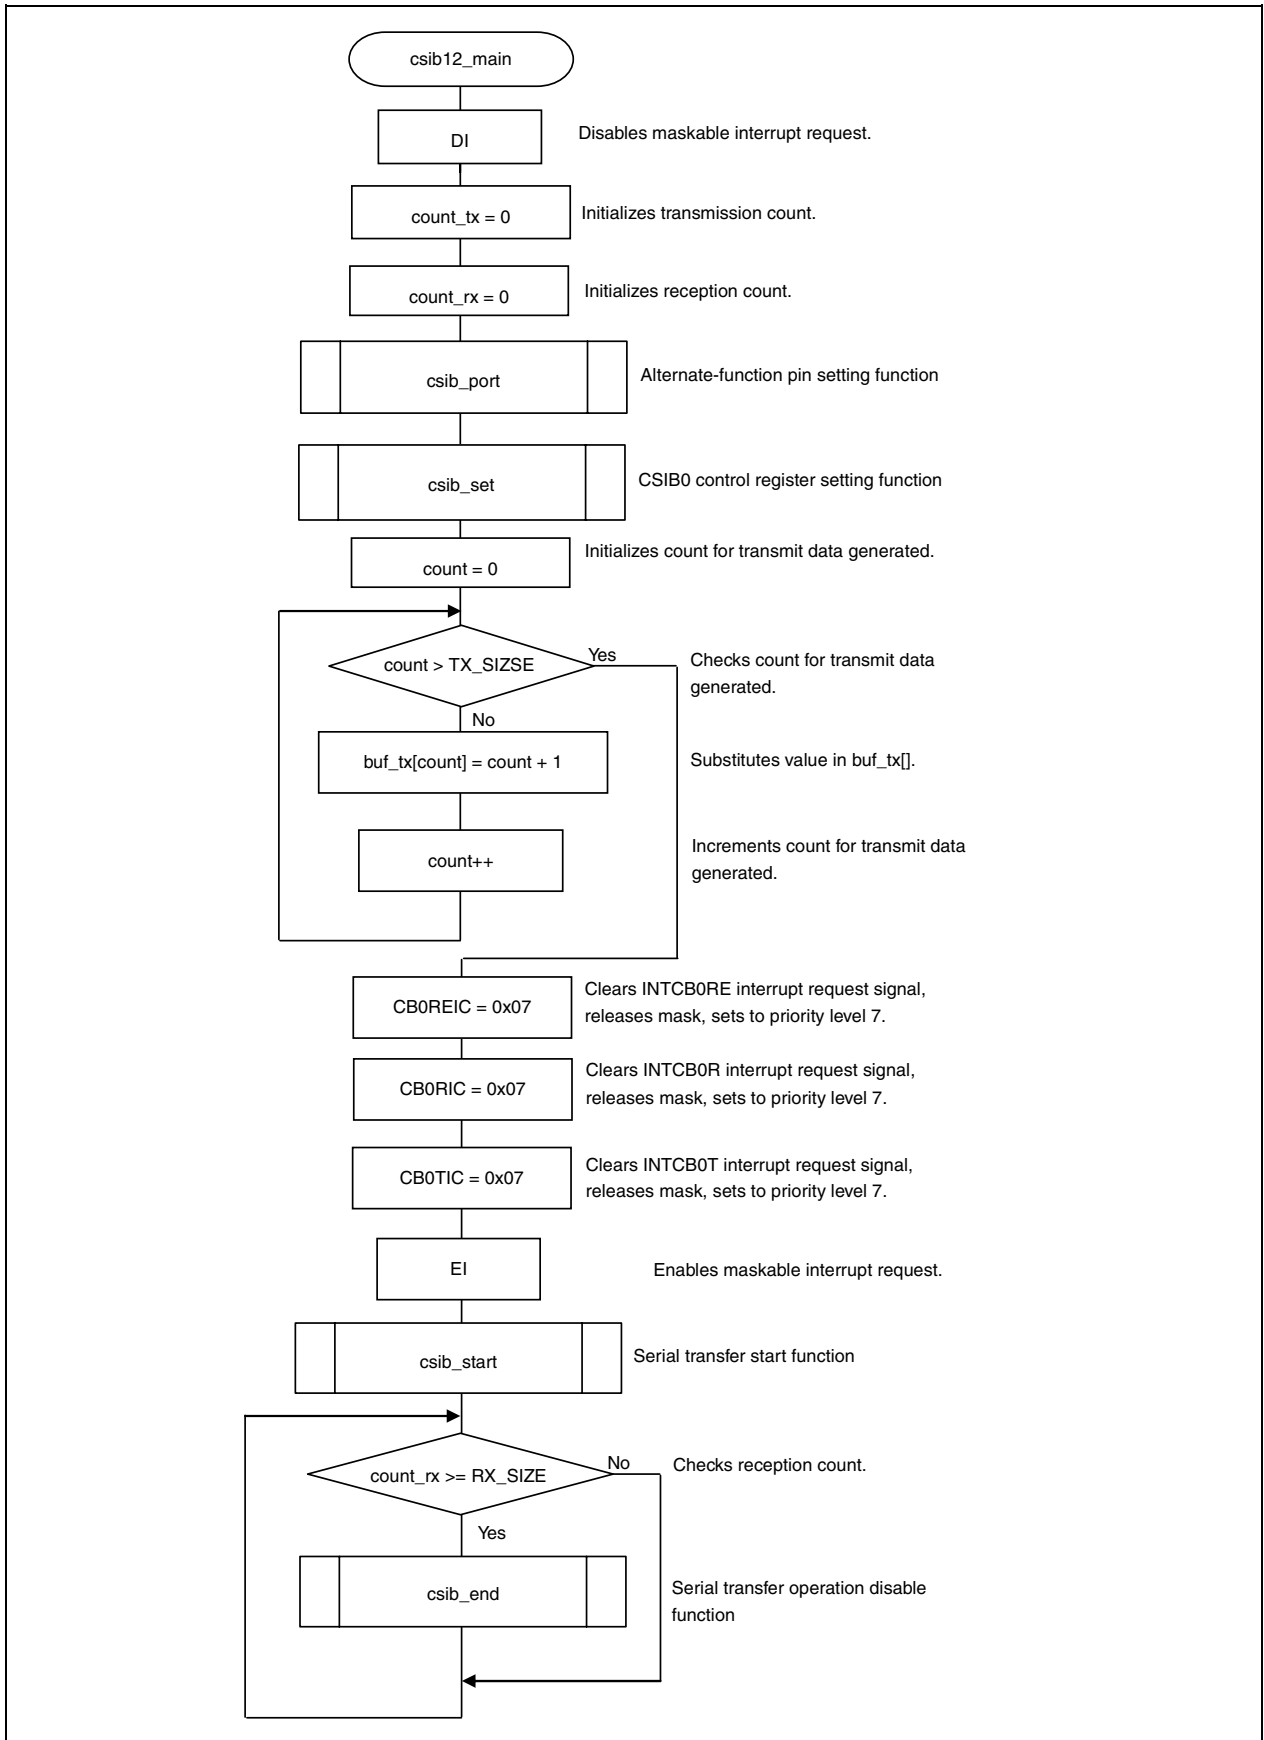 csib12_main
DI
Disables maskable interrupt request.
count_tx = 0
Initializes transmission count.
count_rx = 0
Initializes reception count.
csib_port
Alternate-function pin setting function
csib_set
CSIB0 control register setting function
count = 0
Initializes count for transmit data generated.
count > TX_SIZSE
Yes
Checks count for transmit data
generated.
No
buf_tx[count] = count + 1
Substitutes value in buf_tx[].
count++
Increments count for transmit data
generated.
CB0REIC = 0x07
Clears INTCB0RE interrupt request signal,
releases mask, sets to priority level 7.
CB0RIC = 0x07
Clears INTCB0R interrupt request signal,
releases mask, sets to priority level 7.
CB0TIC = 0x07
Clears INTCB0T interrupt request signal,
releases mask, sets to priority level 7.
EI
Enables maskable interrupt request.
csib_start
Serial transfer start function
count_rx >= RX_SIZE
No
Checks reception count.
Yes
csib_end
Serial transfer operation disable
function